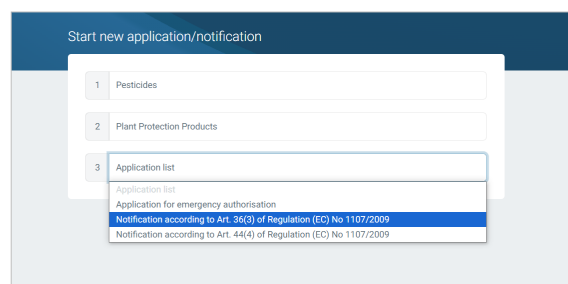 Start new application/notification
1 Pesticides
2 Plant Protection Products
3 Application list
Application list
Application for emergency authorisation
Notification according to Art. 36(3) of Regulation (EC) No 1107/2009
Notification according to Art. 44(4) of Regulation (EC) No 1107/2009